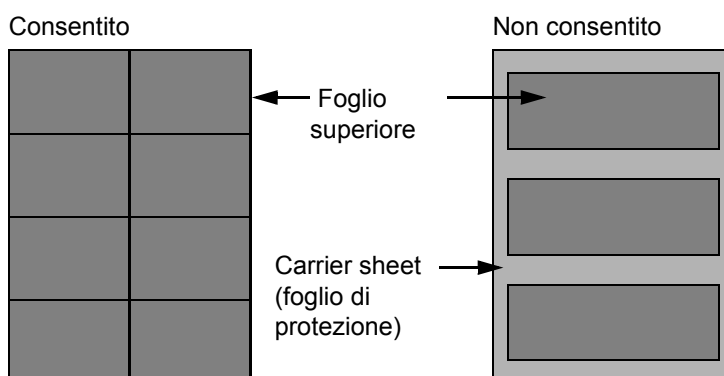 Consentito
Non consentito
Foglio
superiore
Carrier sheet
(foglio di
protezione)